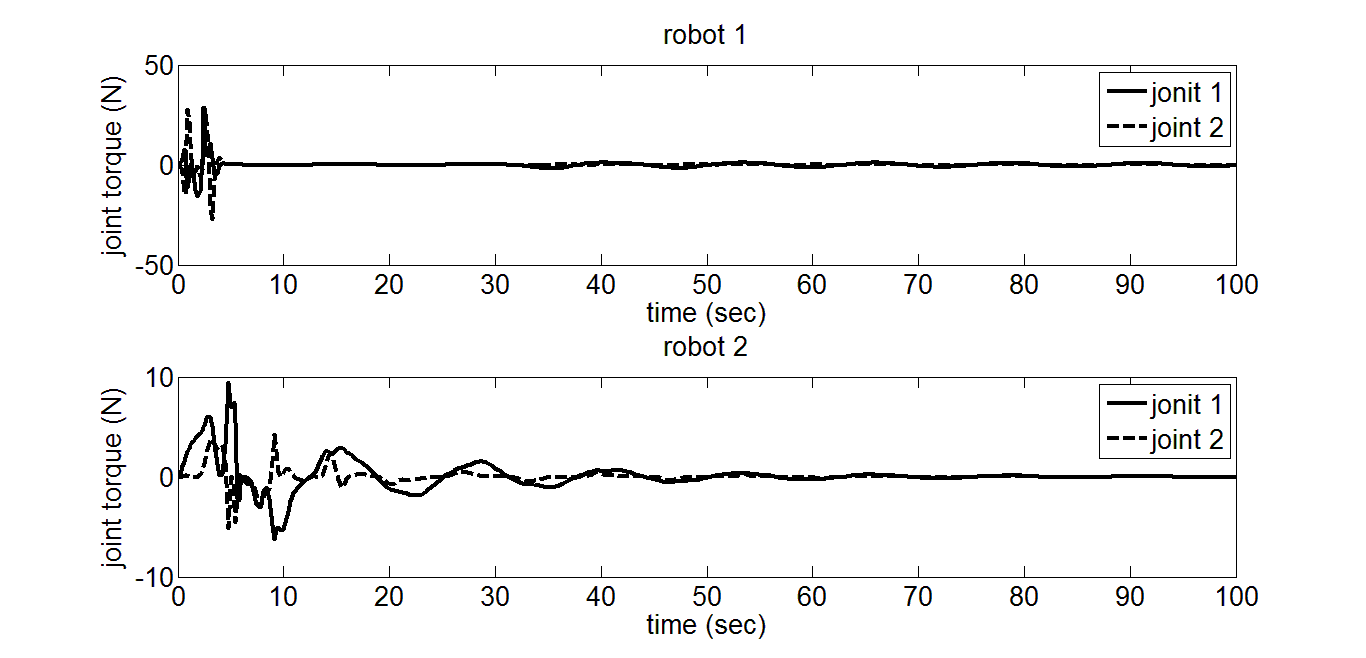 robot 1
50
0
-50
joint torque (N)
jonit 1
joint 2
0 10 20 30 40 50 60 70 80 90 100
time (sec)
robot 2
10
0
-10
joint torque (N)
jonit 1
joint 2
0 10 20 30 40 50 60 70 80 90 100
time (sec)